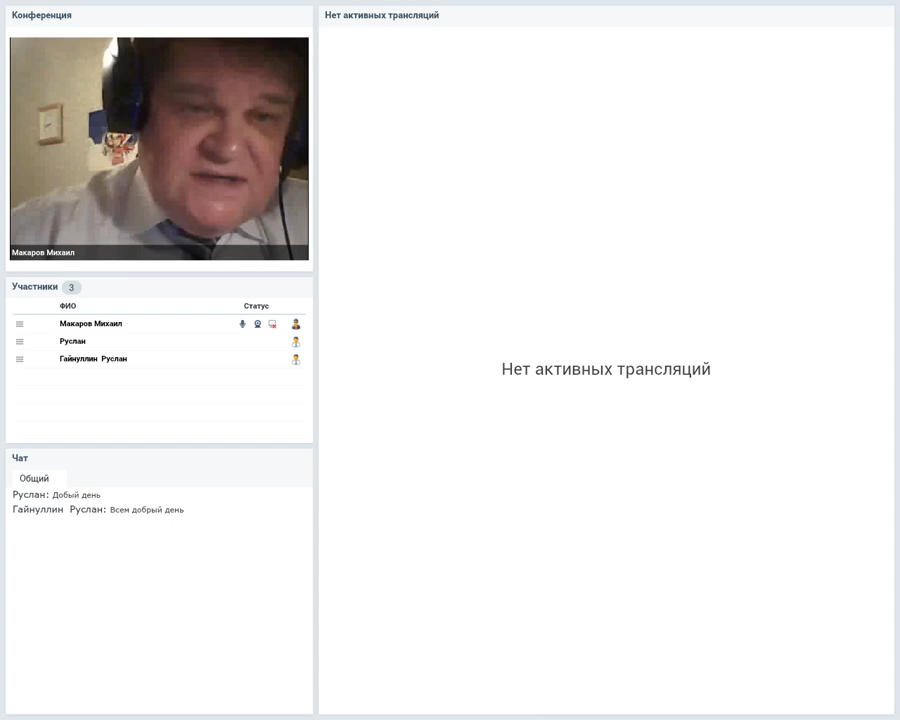 Конференция
Макаров Михаил
Участники 3
ФИО Статус
Макаров Михаил
Руслан
Гайнуллин Руслан
Чат
Общий
Руслан: Добый день
Гайнуллин Руслан: Всем добрый день
Нет активных трансляций
Нет активных трансляций